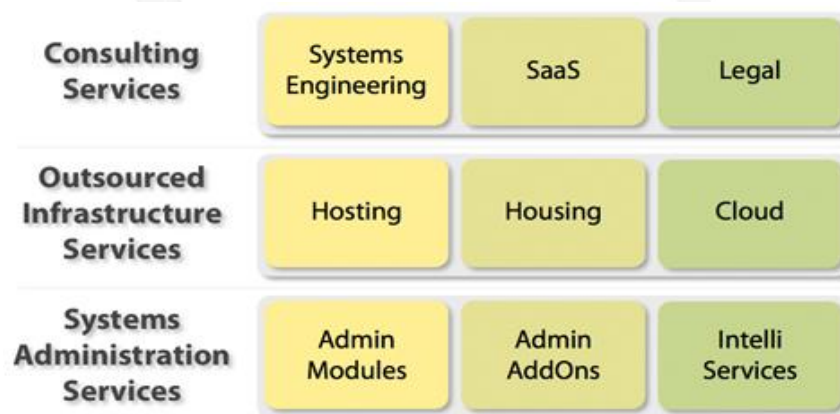 Consulting
Services
Systems
Engineering
SaaS
Legal
Outsourced
Infrastructure
Services
Hosting
Housing
Cloud
Systems
Administration
Services
Admin
Modules
Admin
AddOns
Intelli
Services